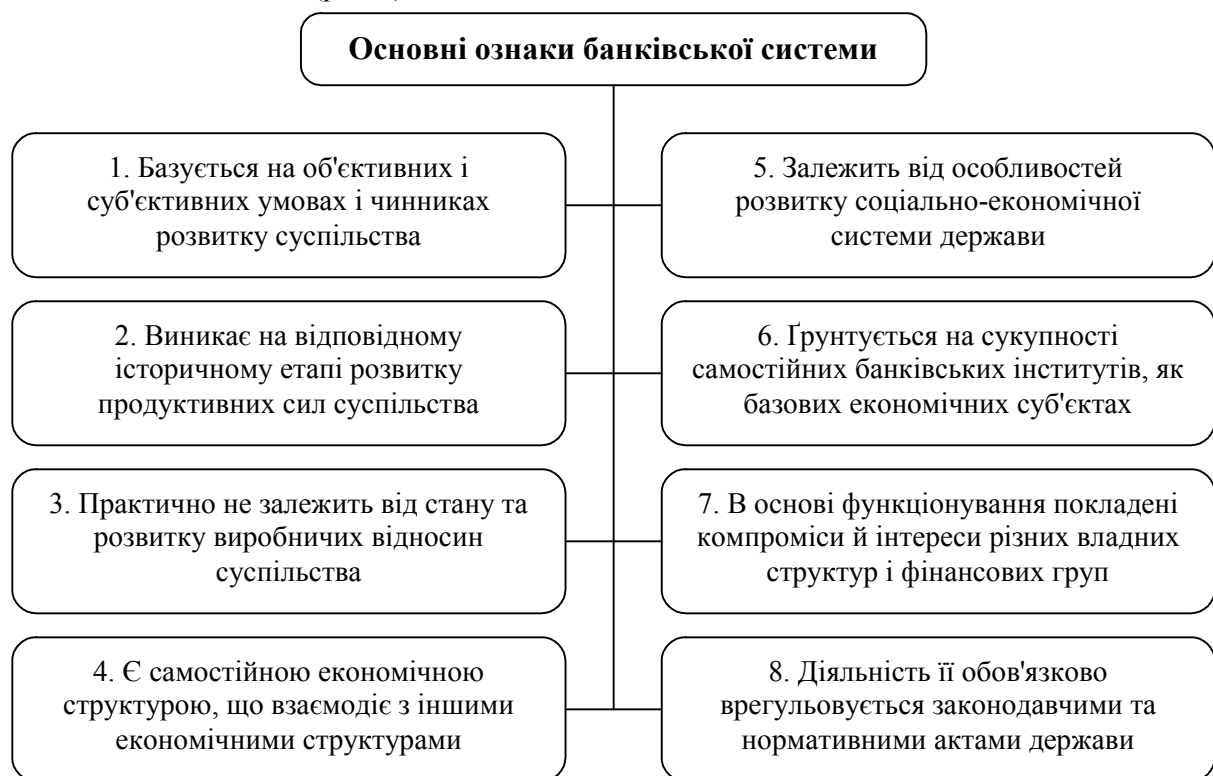 Основні ознаки банківської системи
1. Базується на об'єктивних і
суб'єктивних умовах і чинниках
розвитку суспільства
2. Виникає на відповідному
історичному етапі розвитку
продуктивних сил суспільства
3. Практично не залежить від стану та
розвитку виробничих відносин
суспільства
4. Є самостійною економічною
структурою, що взаємодіє з іншими
економічними структурами
5. Залежить від особливостей
розвитку соціально-економічної
системи держави
6. Ґрунтується на сукупності
самостійних банківських інститутів, як
базових економічних суб'єктах
7. В основі функціонування покладені
компроміси й інтереси різних владних
структур і фінансових груп
8. Діяльність її обов'язково
врегульовується законодавчими та
нормативними актами держави